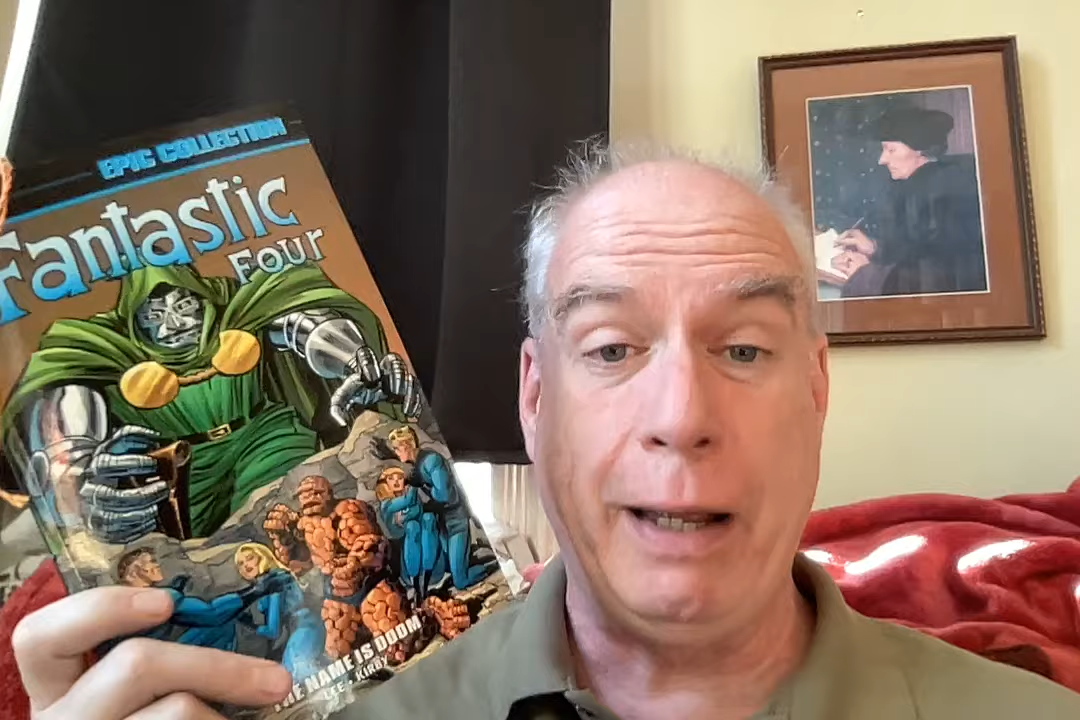 EPIC COLLECTION
Fantastic
Four
THE NAME IS DOOM
LEE • KIRBY